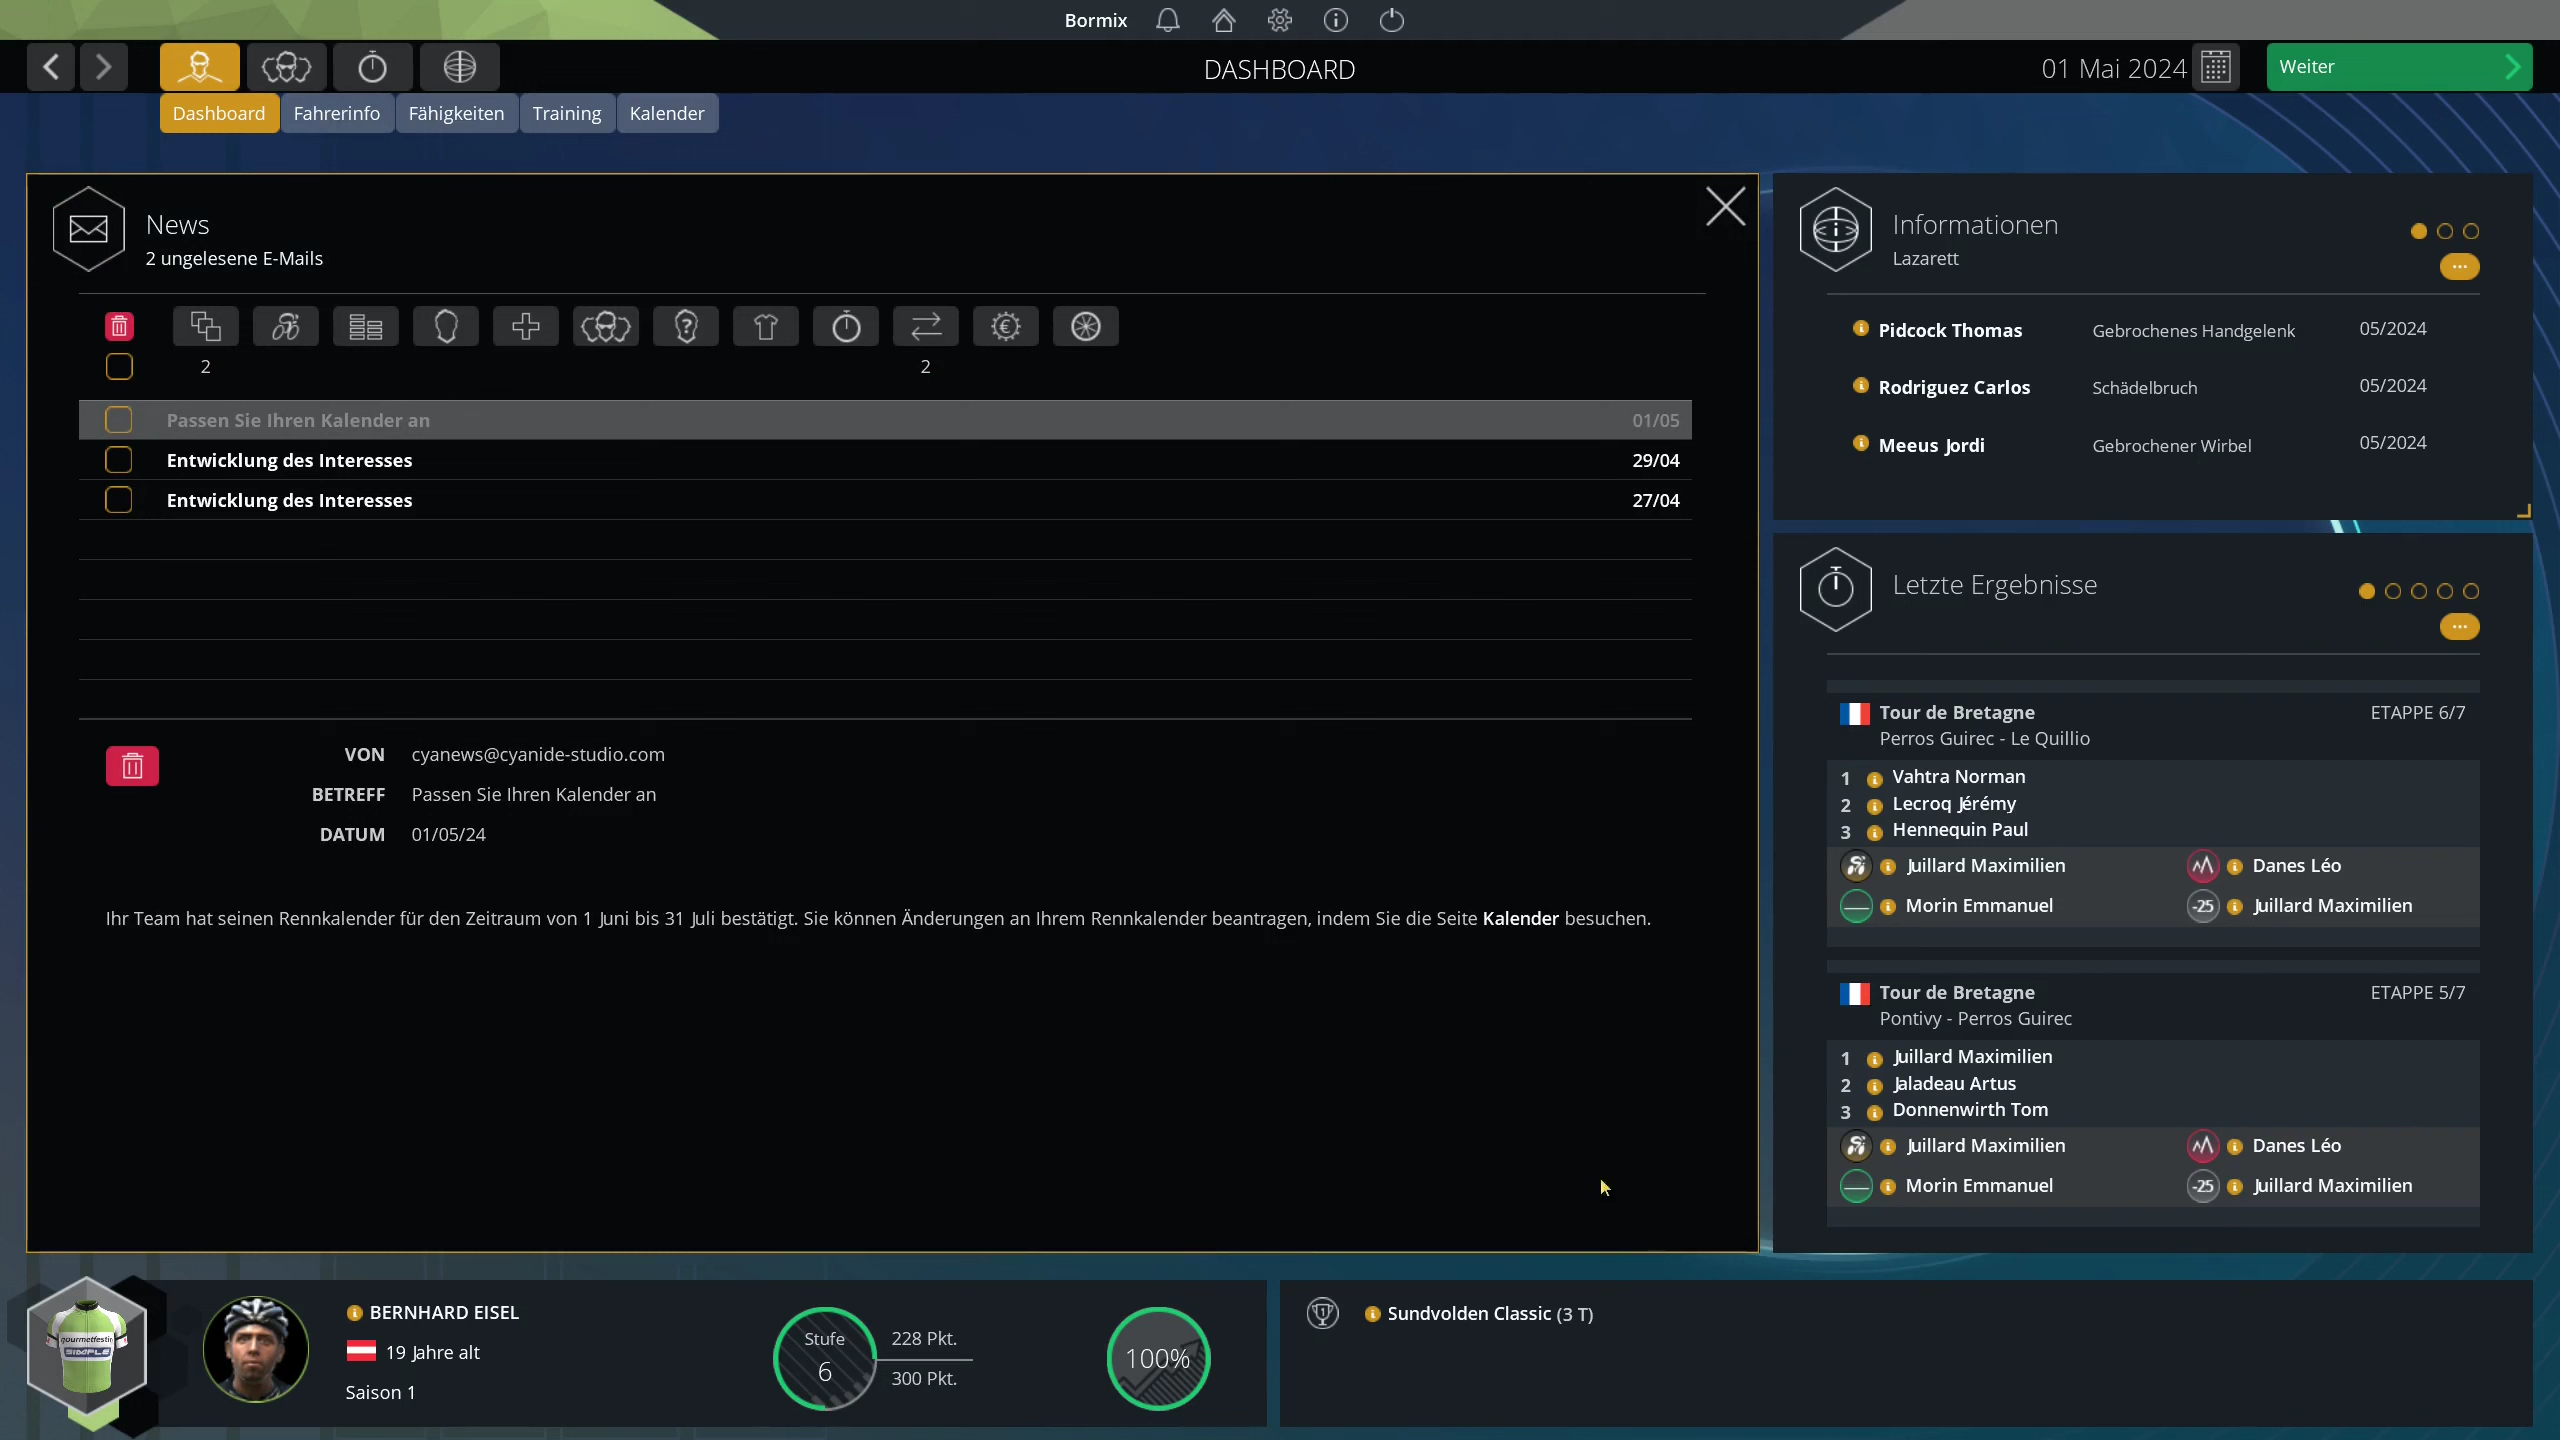 Bormix
DASHBOARD
01 Mai 2024
Weiter
Dashboard
Fahrerinfo
Fähigkeiten
Training
Kalender
News
2 ungelesene E-Mails
2
2
Passen Sie Ihren Kalender an 01/05
Entwicklung des Interesses 29/04
Entwicklung des Interesses 27/04
VON cyanews@cyanide-studio.com
BETREFF Passen Sie Ihren Kalender an
DATUM 01/05/24
Ihr Team hat seinen Rennkalender für den Zeitraum von 1 Juni bis 31 Juli bestätigt. Sie können Änderungen an Ihrem Rennkalender beantragen, indem Sie die Seite Kalender besuchen.
Informationen
Lazarett
Pidcock Thomas Gebrochenes Handgelenk 05/2024
Rodriguez Carlos Schädelbruch 05/2024
Meeus Jordi Gebrochener Wirbel 05/2024
Letzte Ergebnisse
Tour de Bretagne ETAPPE 6/7
Perros Guirec - Le Quillio
1 Vahtra Norman
2 Lecroq Jérémy
3 Hennequin Paul
Juillard Maximilien Danes Léo
Morin Emmanuel -25 Juillard Maximilien
Tour de Bretagne ETAPPE 5/7
Pontivy - Perros Guirec
1 Juillard Maximilien
2 Jaladeau Artus
3 Donnenwirth Tom
Juillard Maximilien Danes Léo
Morin Emmanuel -25 Juillard Maximilien
gourmetfestin
SIMPLE
BERNHARD EISEL
19 Jahre alt
Saison 1
Stufe
6
228 Pkt.
300 Pkt.
100%
Sundvolden Classic (3 T)